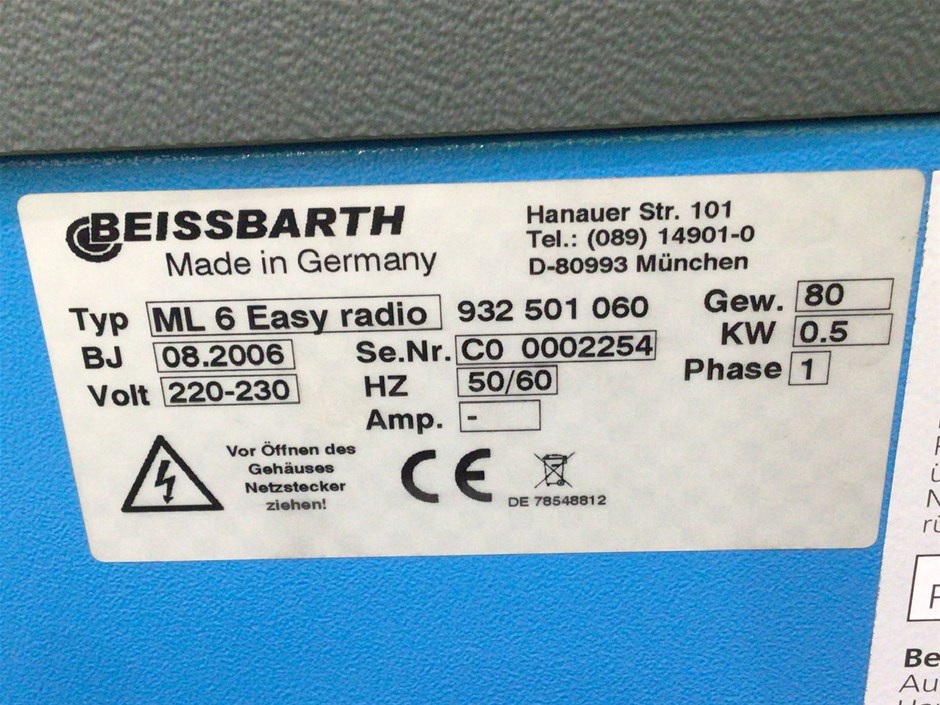 BEISSBARTH
Made in Germany
Hanauer Str. 101
Tel.: (089) 14901-0
D-80993 München
Typ ML 6 Easy radio 932 501 060 Gew. 80
KW 0.5
BJ 08.2006 Se.Nr. C0 0002254
Phase 1
Volt 220-230 HZ 50/60
Amp. -
Vor Öffnen des
Gehäuses
Netzstecker
ziehen!
CE
DE 78548812
Be
Au